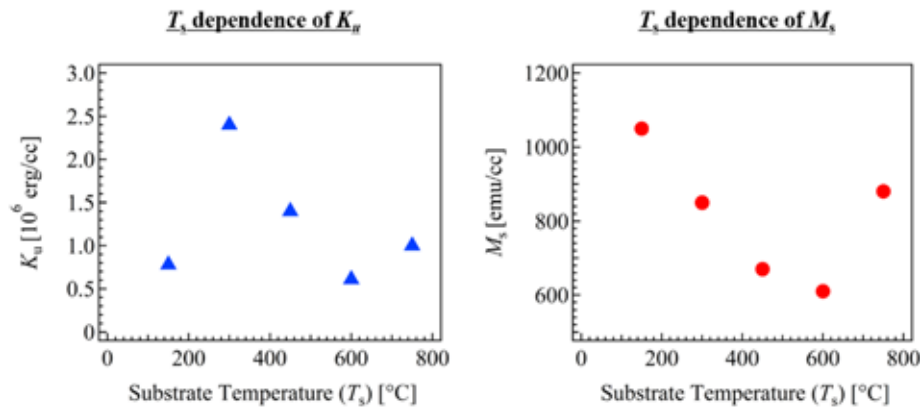 Ts dependence of Ku
3.0
2.5
2.0
1.5
1.0
0.5
0
Ku [10^6 erg/cc]
0 200 400 600 800
Substrate Temperature (Ts) [°C]
Ts dependence of Ms
1200
1000
800
600
Ms [emu/cc]
0 200 400 600 800
Substrate Temperature (Ts) [°C]